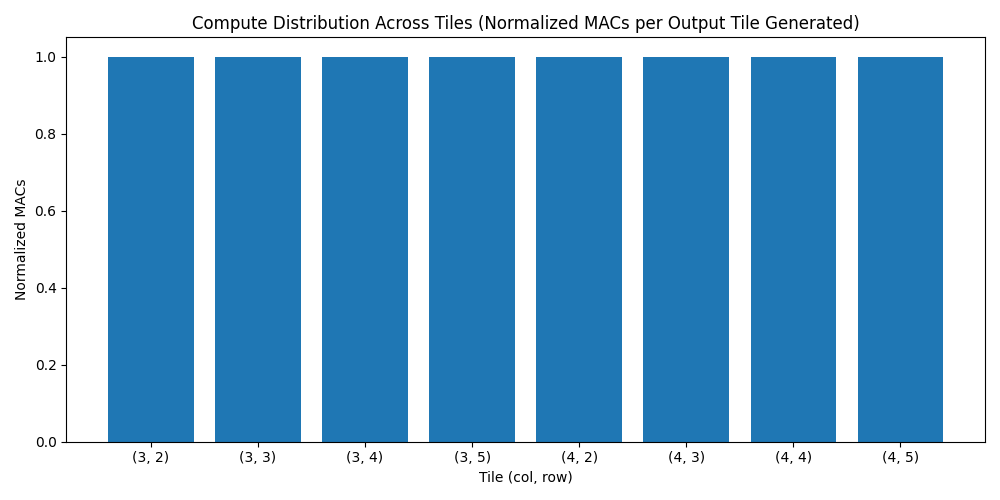 Compute Distribution Across Tiles (Normalized MACs per Output Tile Generated)
1.0
0.8
0.6
0.4
0.2
0.0
Normalized MACs
(3, 2) (3, 3) (3, 4) (3, 5) (4, 2) (4, 3) (4, 4) (4, 5)
Tile (col, row)